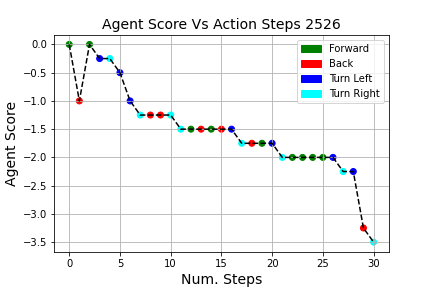 Agent Score Vs Action Steps 2526
Forward
Back
Turn Left
Turn Right
Agent Score
0.0
−0.5
−1.0
−1.5
−2.0
−2.5
−3.0
−3.5
0 5 10 15 20 25 30
Num. Steps